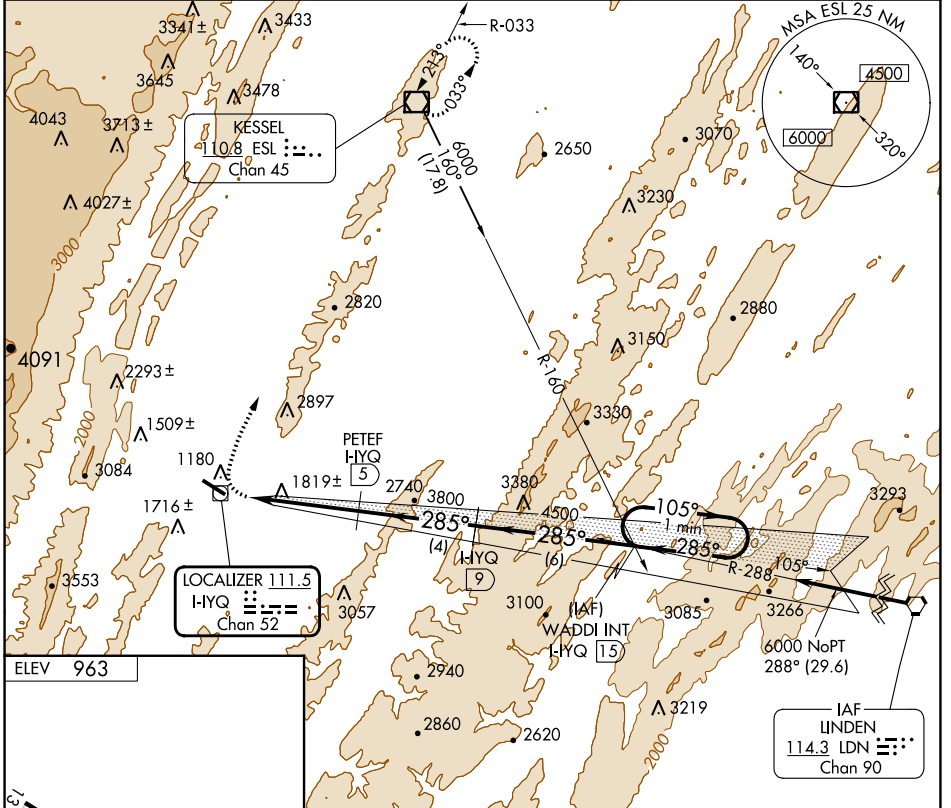 3341±
3433
R-033
MSA ESL 25 NM
140°
4500
6000
320°
3645
3478
213°
033°
4043
3713±
KESSEL
110.8 ESL
Chan 45
6000
160°
(17.8)
2650
3070
4027±
3230
3000
2820
2880
4091
3150
R-160
2293±
2897
3330
1509±
2000
3084
PETEF
I-IYQ
5
1180
1819±
2740
3800
3380
4500
105°
1 min
3293
1716±
285°
(4)
285°
(6)
285°
R-288
105°
I-IYQ
9
3553
LOCALIZER 111.5
I-IYQ
Chan 52
3057
3100
(IAF)
WADDI INT
I-IYQ 15
3085
3266
6000 NoPT
288° (29.6)
ELEV 963
2940
3219
2860
2620
2000
IAF
LINDEN
114.3 LDN
Chan 90
13